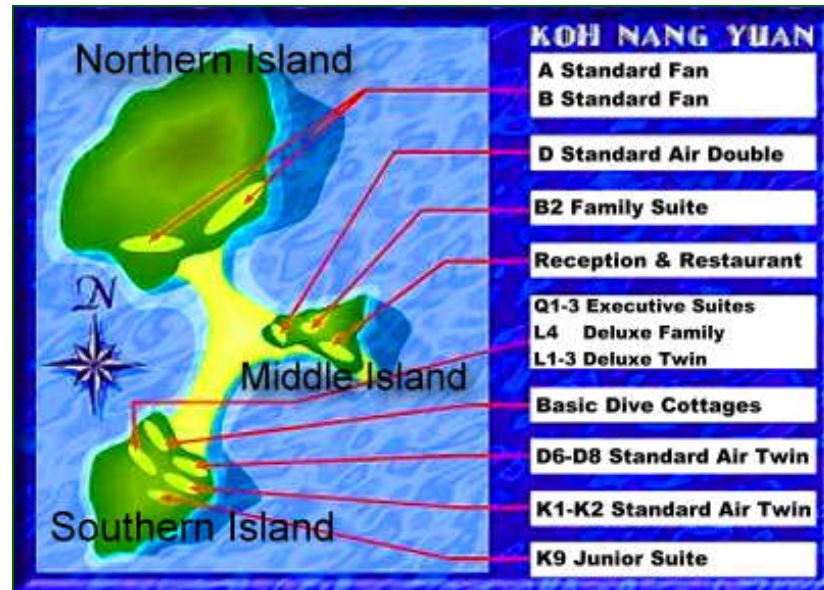 KOH NANG YUAN
Northern Island
A Standard Fan
B Standard Fan
D Standard Air Double
B2 Family Suite
Reception & Restaurant
N
Q1-3 Executive Suites
L4 Deluxe Family
L1-3 Deluxe Twin
Middle Island
Basic Dive Cottages
D6-D8 Standard Air Twin
K1-K2 Standard Air Twin
Southern Island
K9 Junior Suite